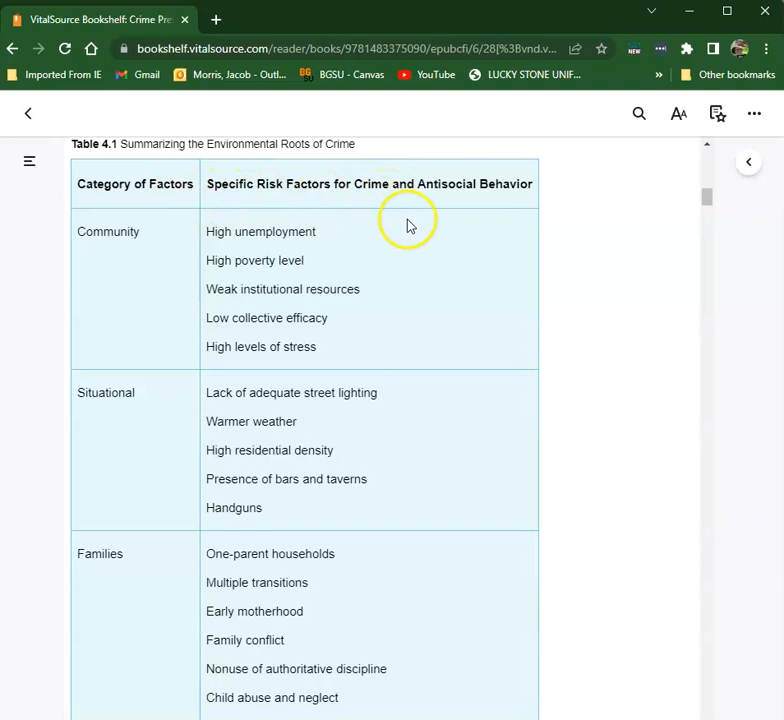 VitalSource Bookshelf: Crime Pre
bookshelf.vitalsource.com/reader/books/9781483375090/epubcfi/6/28[%3Bvnd.v...
NEW
Imported From IE
Gmail
Morris, Jacob - Outl...
BGSU - Canvas
YouTube
LUCKY STONE UNIF...
»
Other bookmarks
AA
Table 4.1 Summarizing the Environmental Roots of Crime
Category of Factors Specific Risk Factors for Crime and Antisocial Behavior
Community High unemployment
High poverty level
Weak institutional resources
Low collective efficacy
High levels of stress
Situational Lack of adequate street lighting
Warmer weather
High residential density
Presence of bars and taverns
Handguns
Families One-parent households
Multiple transitions
Early motherhood
Family conflict
Nonuse of authoritative discipline
Child abuse and neglect